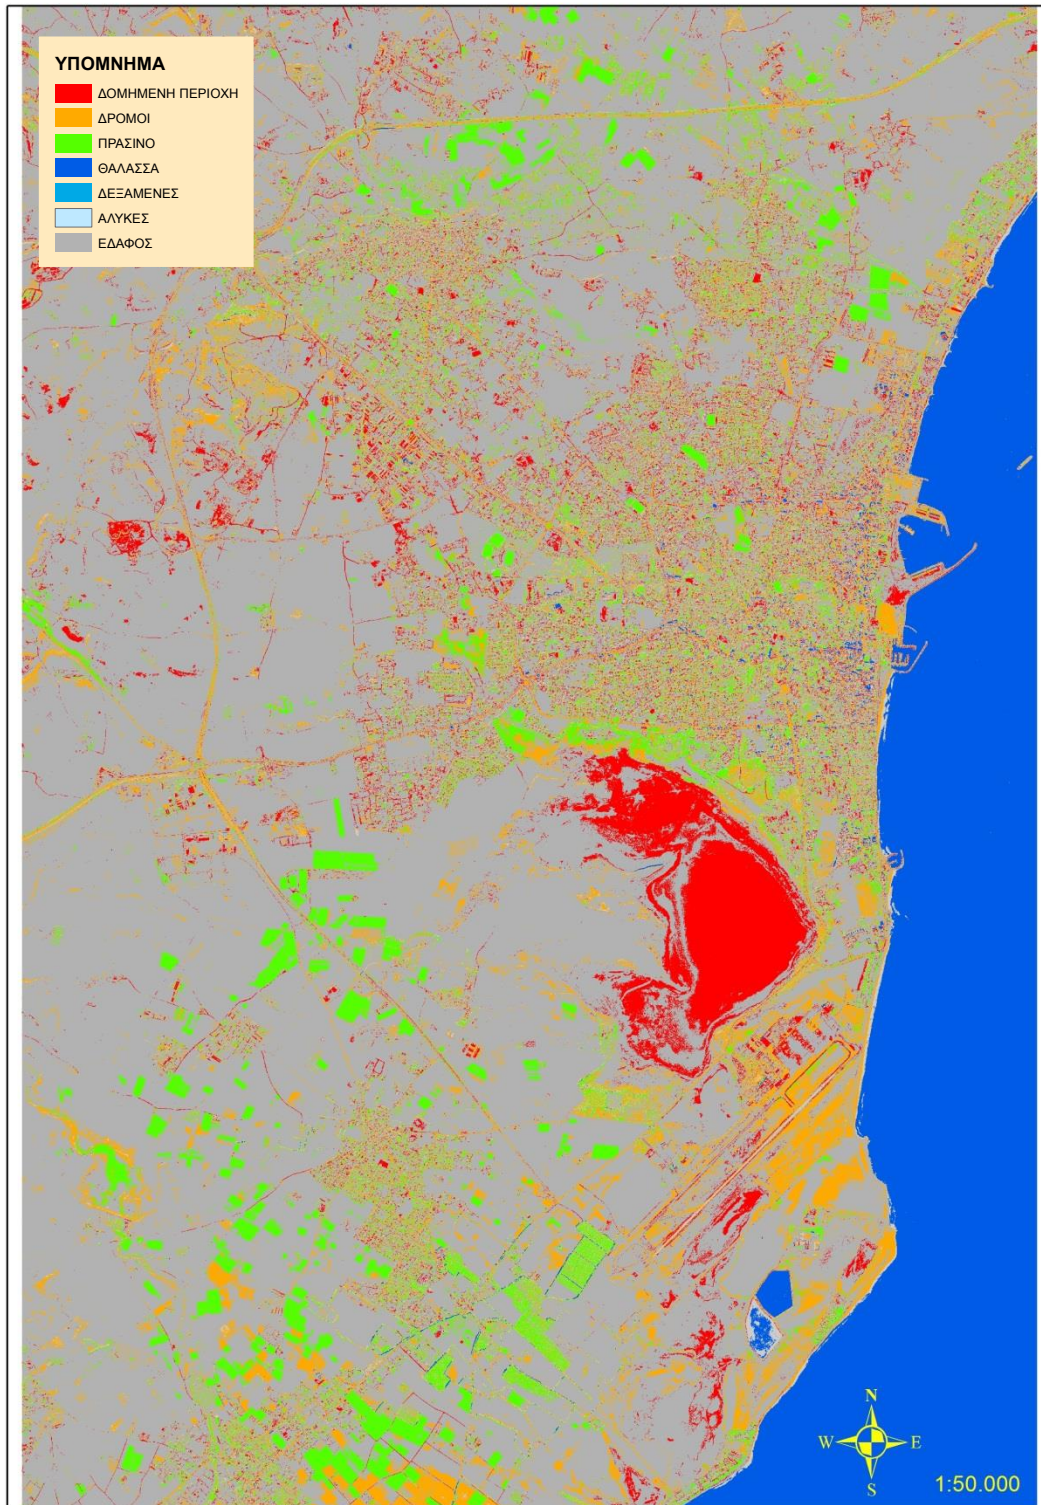 ΥΠΟΜΝΗΜΑ
ΔΟΜΗΜΕΝΗ ΠΕΡΙΟΧΗ
ΔΡΟΜΟΙ
ΠΡΑΣΙΝΟ
ΘΑΛΑΣΣΑ
ΔΕΞΑΜΕΝΕΣ
ΑΛΥΚΕΣ
ΕΔΑΦΟΣ
N
W E
S
1:50.000